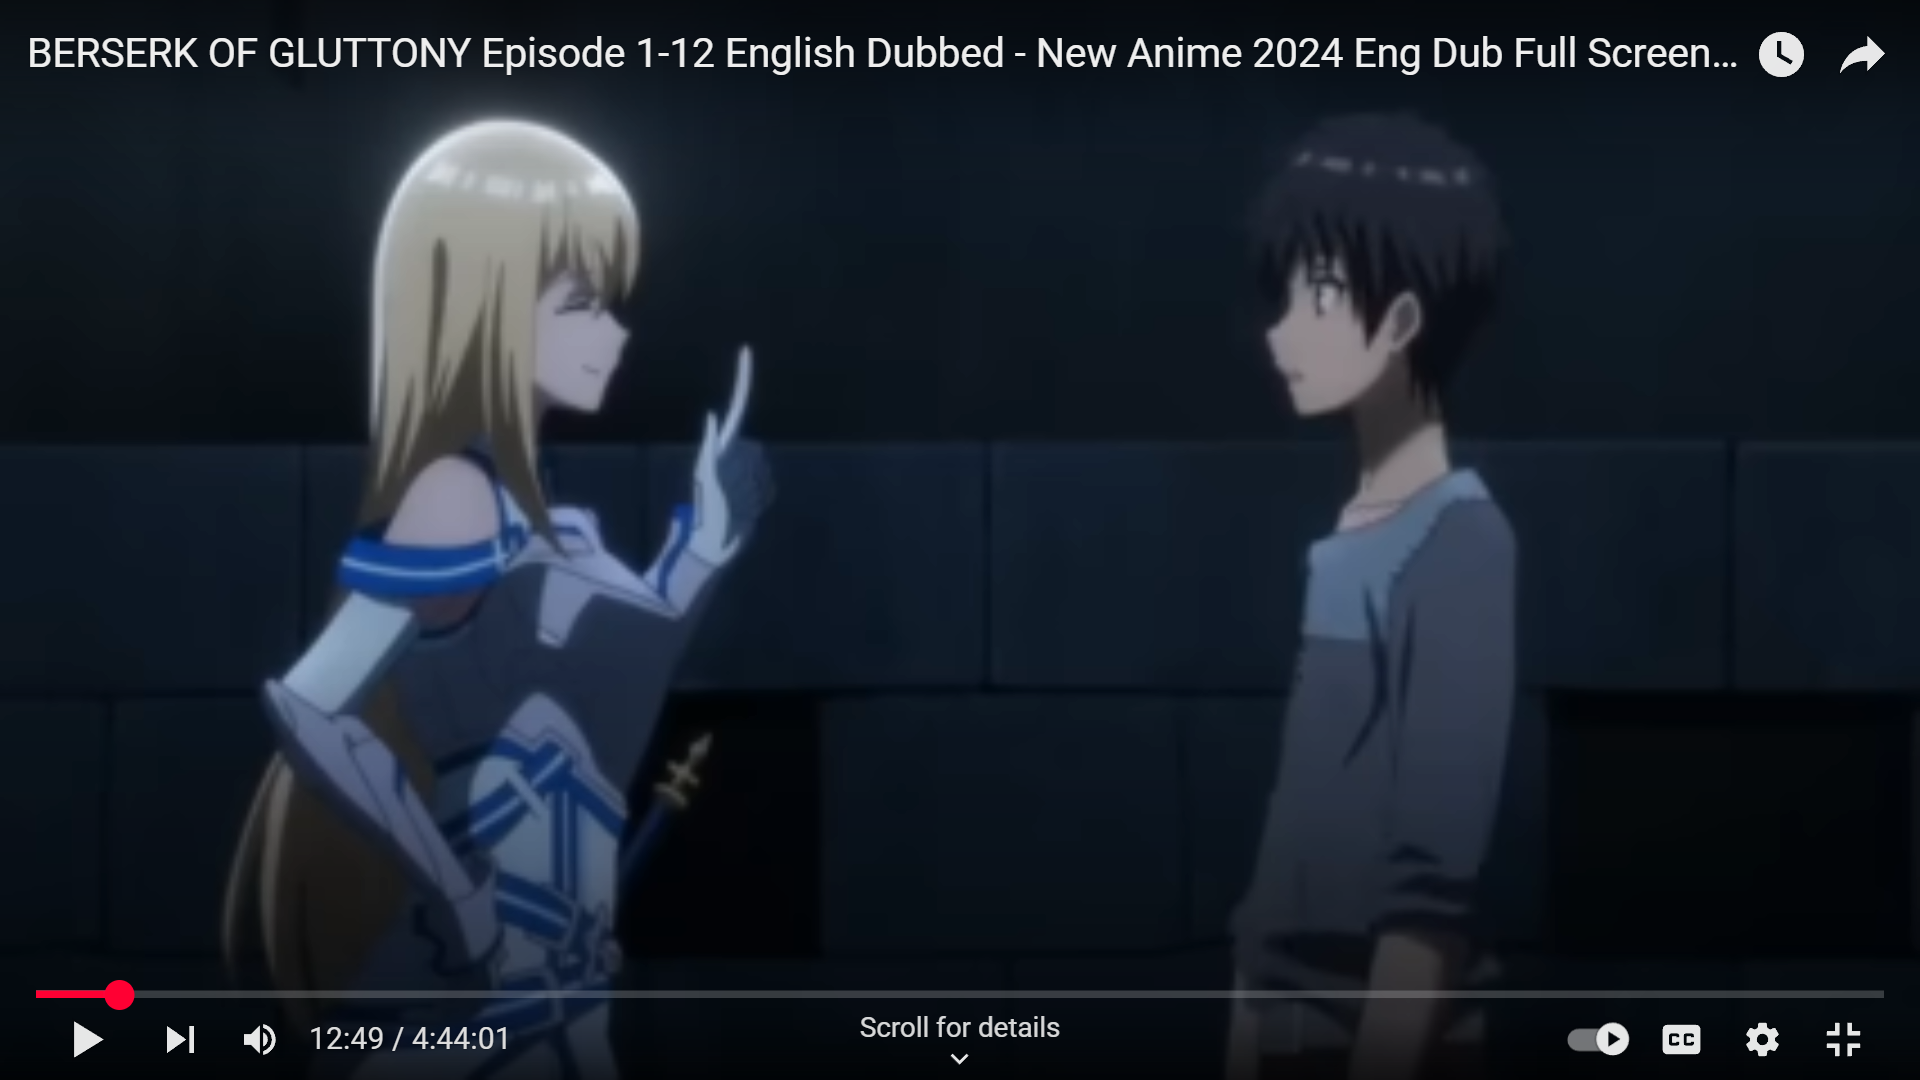 BERSERK OF GLUTTONY Episode 1-12 English Dubbed - New Anime 2024 Eng Dub Full Screen...
12:49 / 4:44:01
Scroll for details
CC